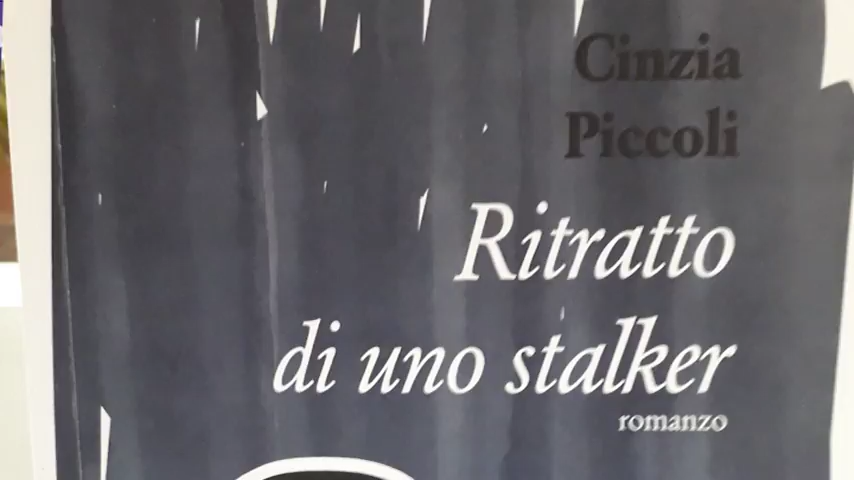 Cinzia
Piccoli
Ritratto
di uno stalker
romanzo